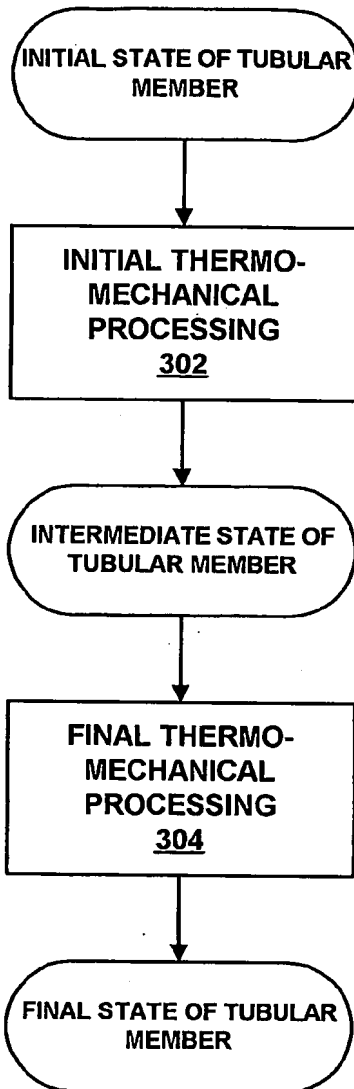 INITIAL STATE OF TUBULAR
MEMBER
INITIAL THERMO-
MECHANICAL
PROCESSING
302
INTERMEDIATE STATE OF
TUBULAR MEMBER
FINAL THERMO-
MECHANICAL
PROCESSING
304
FINAL STATE OF TUBULAR
MEMBER